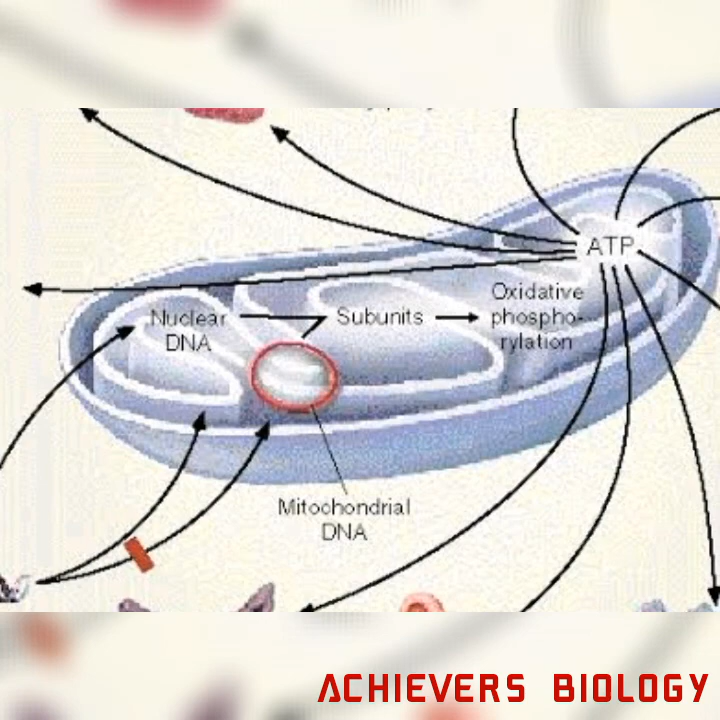 ATP
Nuclear
DNA
Subunits
Oxidative
phospho-
rylation
Mitochondrial
DNA
ACHIEVERS BIOLOGY